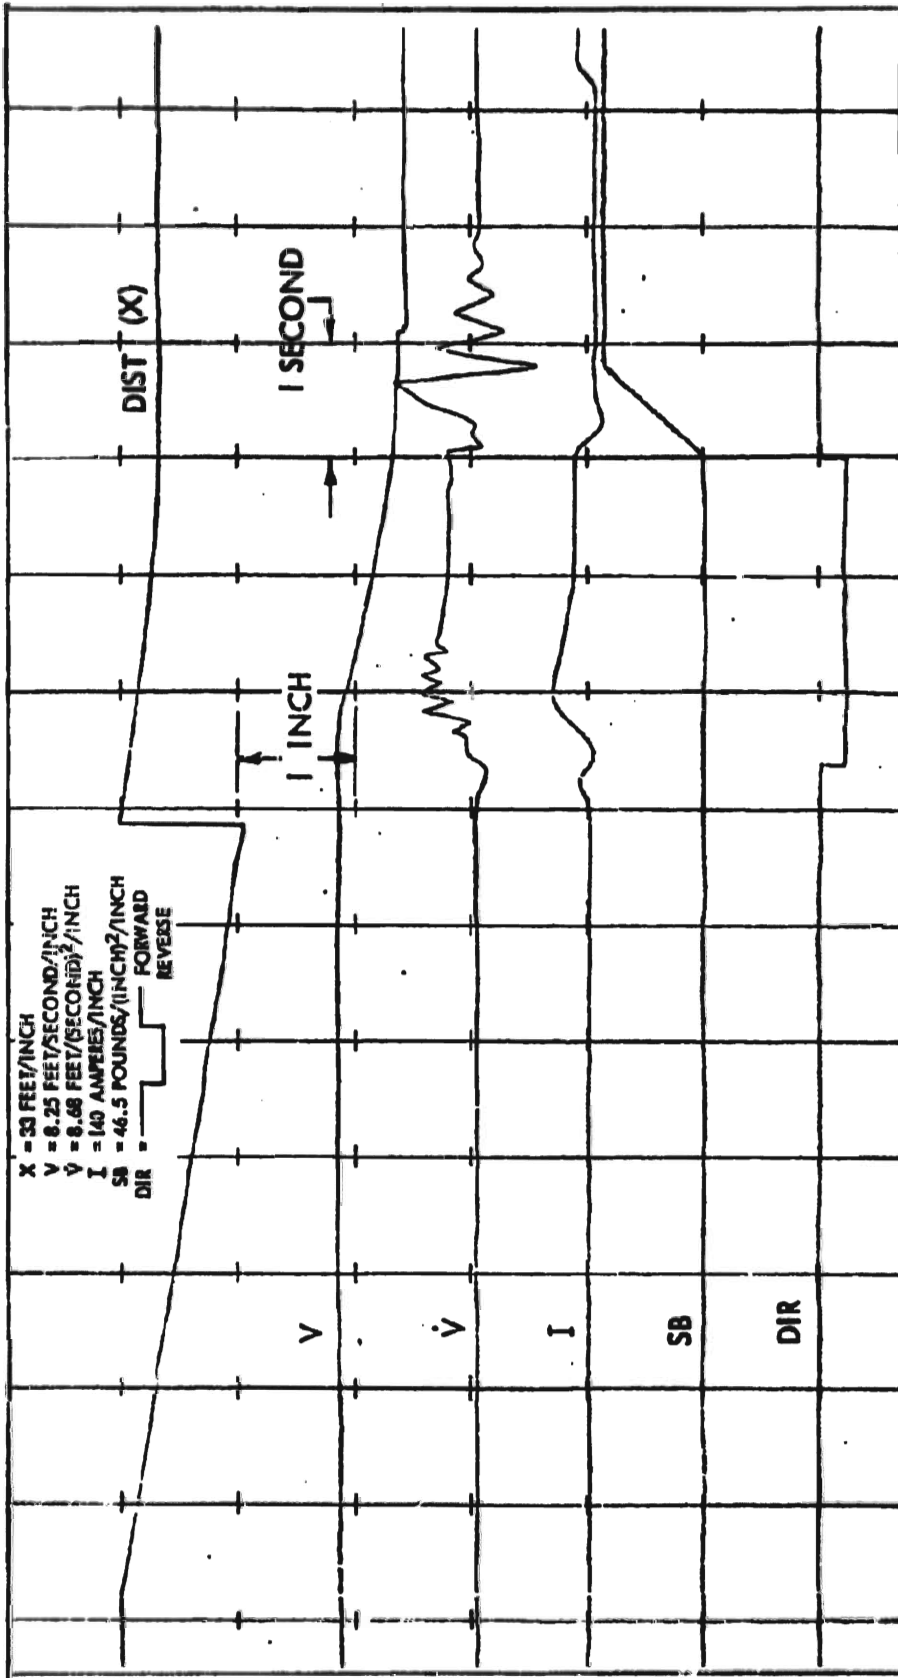 X = 33 FEET/INCH
V = 8.25 FEET/SECOND/INCH
V̇ = 8.68 FEET/(SECOND)²/INCH
I = 140 AMPERES/INCH
SB = 46.5 POUNDS/(INCH)²/INCH
DIR = FORWARD
REVERSE
DIST (X)
1 SECOND
1 INCH
V
V̇
I
SB
DIR